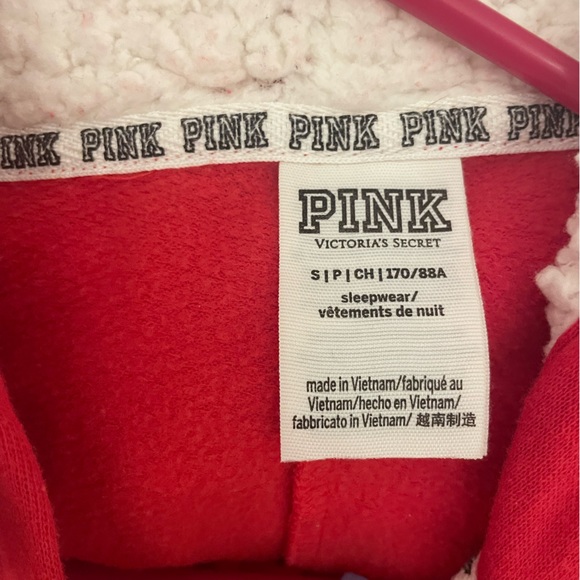 INK PINK PINK PINK PINK PINK
PINK
VICTORIA'S SECRET
S | P | CH | 170/88A
sleepwear/
vêtements de nuit
made in Vietnam/fabriqué au
Vietnam/hecho en Vietnam/
fabbricato in Vietnam/ 越南制造